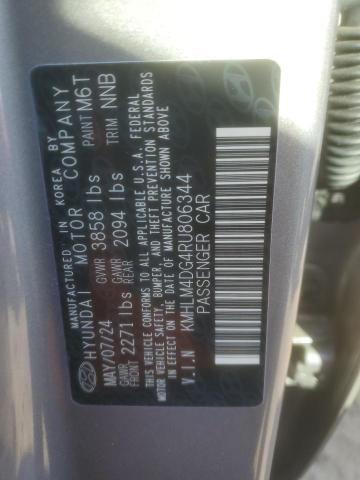 MANUFACTURED IN KOREA BY
HYUNDAI MOTOR COMPANY
MAY/07/24 GVWR 3858 lbs PAINT M6T
GAWR FRONT 2271 lbs GAWR REAR 2094 lbs TRIM NNB
THIS VEHICLE CONFORMS TO ALL APPLICABLE U.S.A. FEDERAL
MOTOR VEHICLE SAFETY, BUMPER, AND THEFT PREVENTION STANDARDS
IN EFFECT ON THE DATE OF MANUFACTURE SHOWN ABOVE.
V.I.N KMHLM4DG4RU806344
PASSENGER CAR